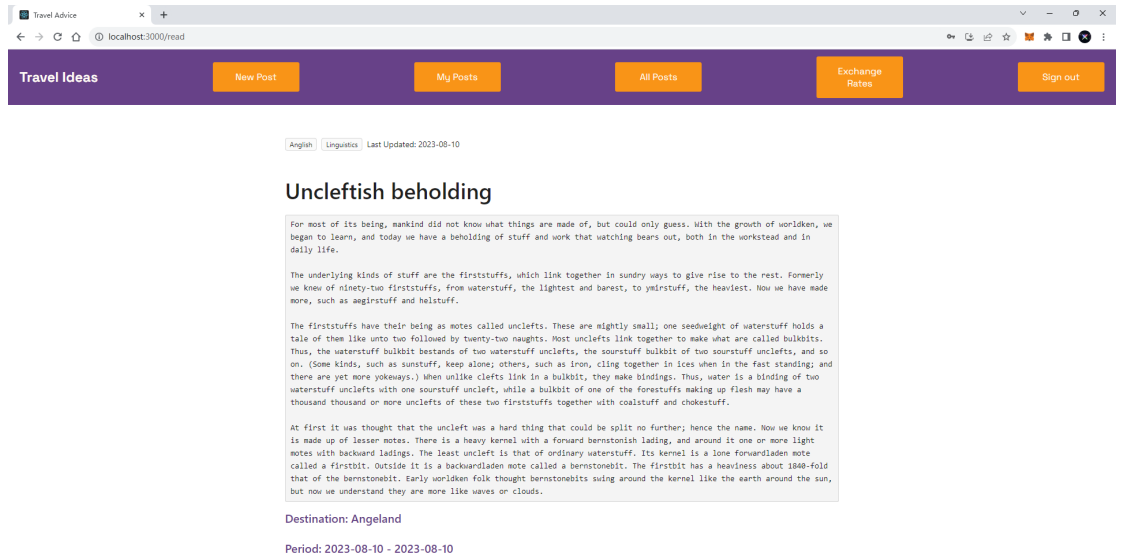 Travel Advice
localhost:3000/read
Travel Ideas
New Post
My Posts
All Posts
Exchange
Rates
Sign out
Anglish Linguistics Last Updated: 2023-08-10
Uncleftish beholding
For most of its being, mankind did not know what things are made of, but could only guess. With the growth of worldken, we
began to learn, and today we have a beholding of stuff and work that watching bears out, both in the workstead and in
daily life.
The underlying kinds of stuff are the firststuffs, which link together in sundry ways to give rise to the rest. Formerly
we knew of ninety-two firststuffs, from waterstuff, the lightest and barest, to ymirstuff, the heaviest. Now we have made
more, such as aegirstuff and helstuff.
The firststuffs have their being as motes called unclefts. These are mightly small; one seedweight of waterstuff holds a
tale of them like unto two followed by twenty-two naughts. Most unclefts link together to make what are called bulkbits.
Thus, the waterstuff bulkbit bestands of two waterstuff unclefts, the sourstuff bulkbit of two sourstuff unclefts, and so
on. (Some kinds, such as sunstuff, keep alone; others, such as iron, cling together in ices when in the fast standing; and
there are yet more yokeways.) When unlike clefts link in a bulkbit, they make bindings. Thus, water is a binding of two
waterstuff unclefts with one sourstuff uncleft, while a bulkbit of one of the forestuffs making up flesh may have a
thousand thousand or more unclefts of these two firststuffs together with coalstuff and chokestuff.
At first it was thought that the uncleft was a hard thing that could be split no further; hence the name. Now we know it
is made up of lesser motes. There is a heavy kernel with a forward bernstonish lading, and around it one or more light
motes with backward ladings. The least uncleft is that of ordinary waterstuff. Its kernel is a lone forwardladen mote
called a firstbit. Outside it is a backwardladen mote called a bernstonebit. The firstbit has a heaviness about 1840-fold
that of the bernstonebit. Early worldken folk thought bernstonebits swing around the kernel like the earth around the sun,
but now we understand they are more like waves or clouds.
Destination: Angeland
Period: 2023-08-10 - 2023-08-10